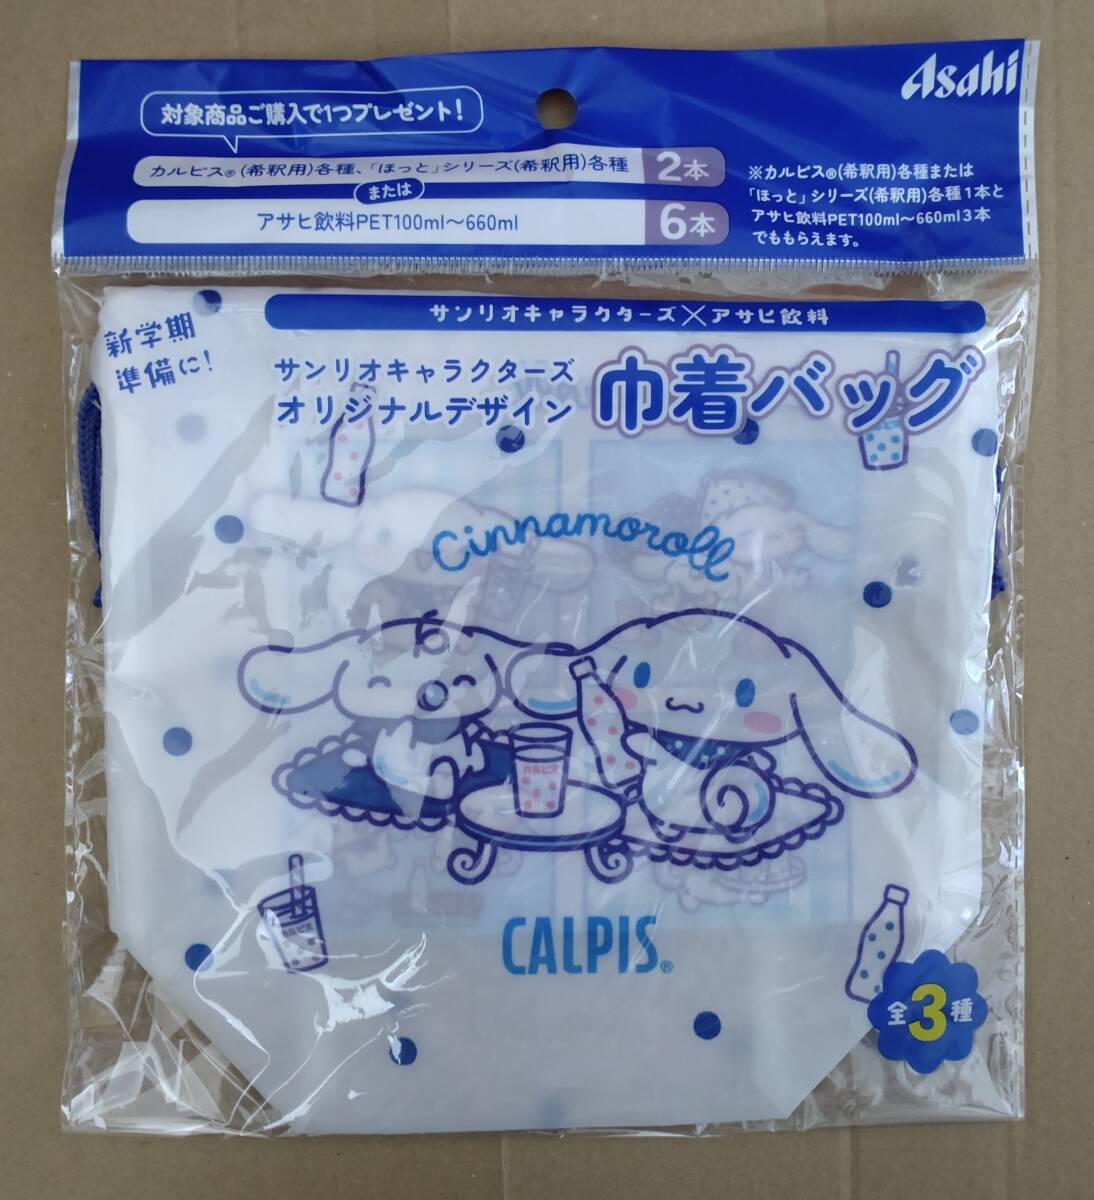 Asahi
対象商品ご購入で1つプレゼント!
カルピス®(希釈用)各種、「ほっと」シリーズ(希釈用)各種 2本
または
アサヒ飲料PET100ml〜660ml 6本
※カルピス®(希釈用)各種または
「ほっと」シリーズ(希釈用)各種1本と
アサヒ飲料PET100ml〜660ml3本
でももらえます。
サンリオキャラクターズ×アサヒ飲料
新学期
準備に!
サンリオキャラクターズ
オリジナルデザイン
巾着バッグ
Cinnamoroll
カルピス
カルピス
CALPIS®
全3種